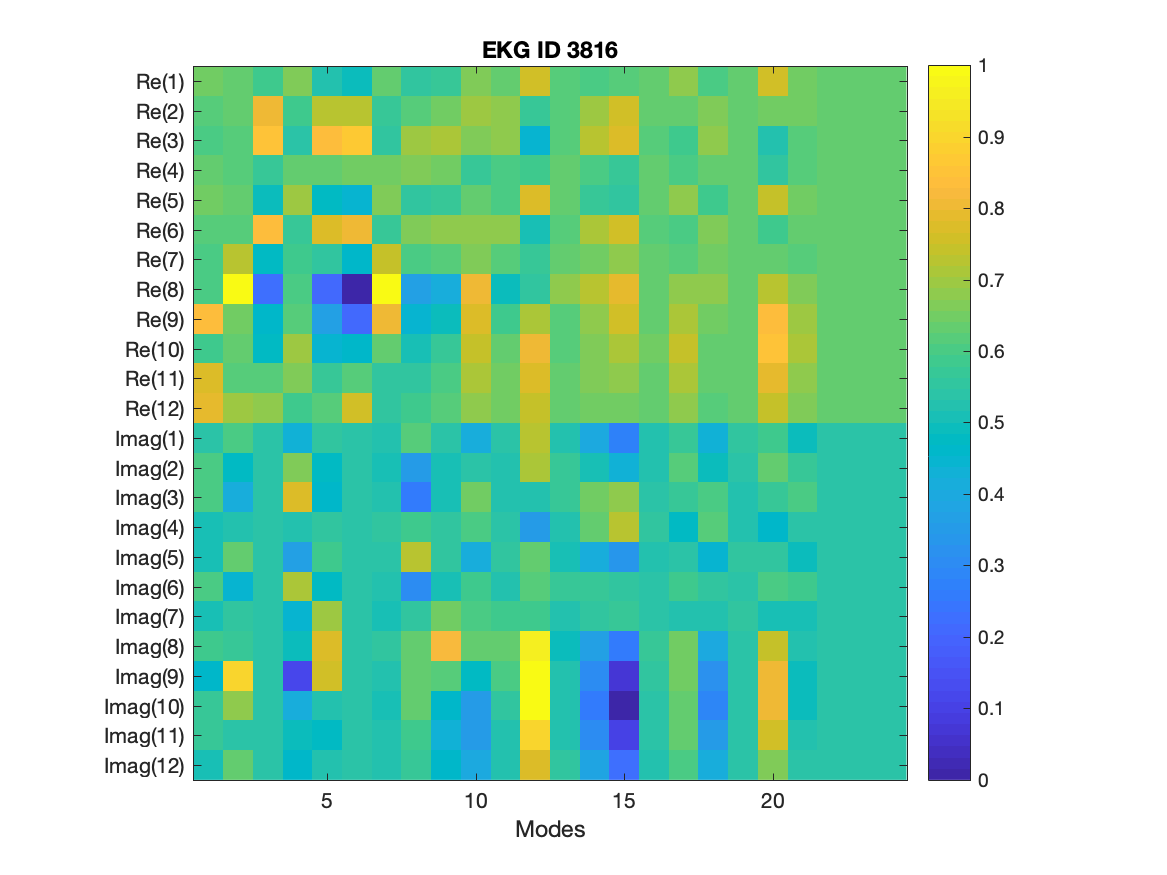 EKG ID 3816
Re(1)
Re(2)
Re(3)
Re(4)
Re(5)
Re(6)
Re(7)
Re(8)
Re(9)
Re(10)
Re(11)
Re(12)
Imag(1)
Imag(2)
Imag(3)
Imag(4)
Imag(5)
Imag(6)
Imag(7)
Imag(8)
Imag(9)
Imag(10)
Imag(11)
Imag(12)
5 10 15 20
Modes
1
0.9
0.8
0.7
0.6
0.5
0.4
0.3
0.2
0.1
0